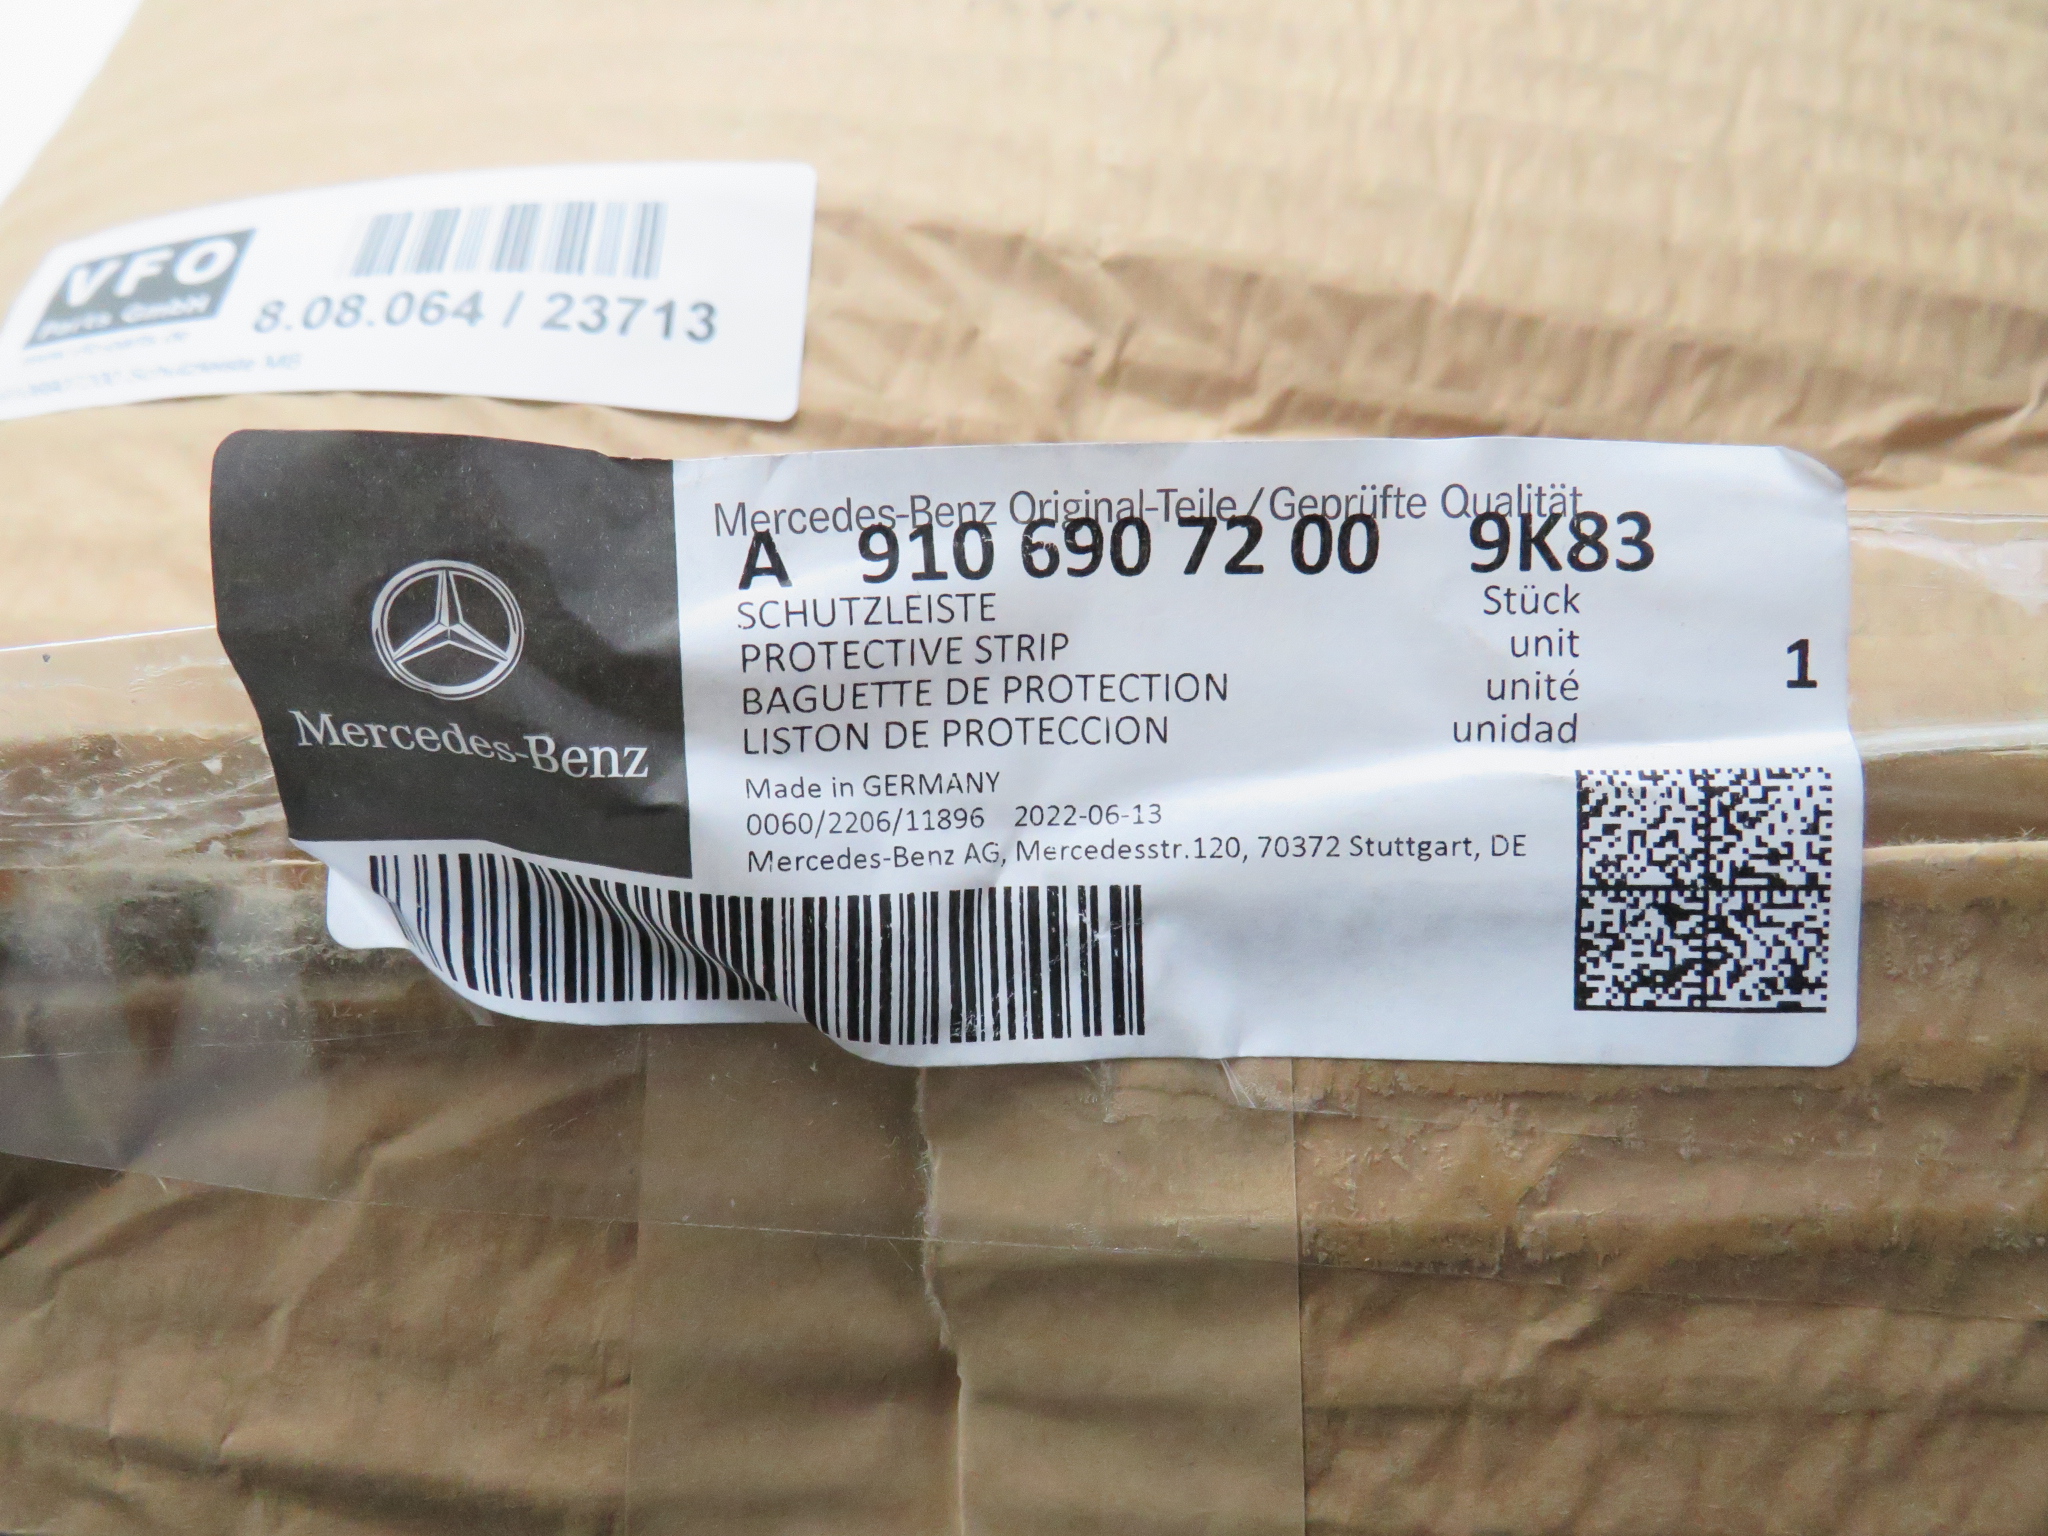 VFO
Parts GmbH
8.08.064 / 23713
Mercedes-Benz
Mercedes-Benz Original-Teile/Geprüfte Qualität
A 910 690 72 00 9K83
SCHUTZLEISTE Stück
PROTECTIVE STRIP unit
BAGUETTE DE PROTECTION unité 1
LISTON DE PROTECCION unidad
Made in GERMANY
0060/2206/11896 2022-06-13
Mercedes-Benz AG, Mercedesstr.120, 70372 Stuttgart, DE